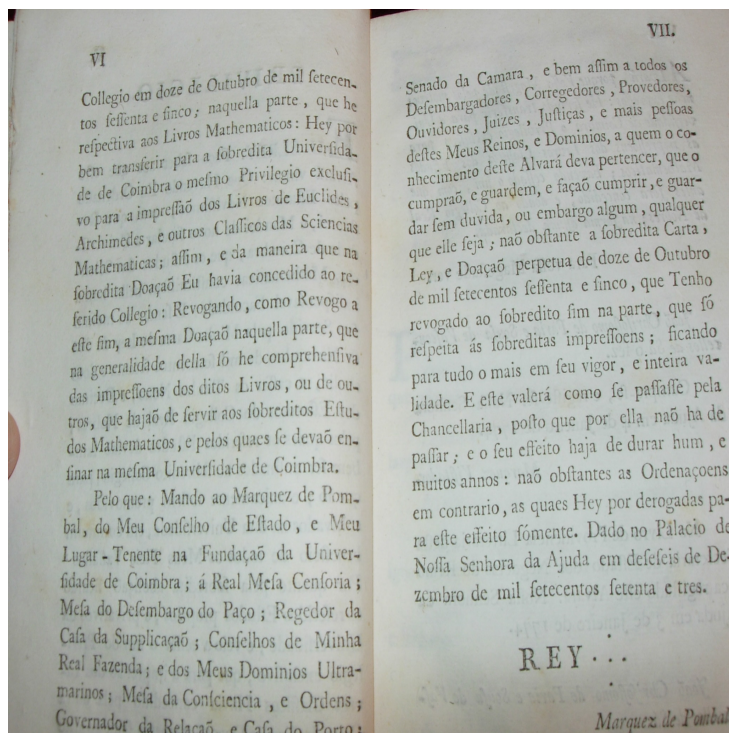 VI
Collegio em doze de Outubro de mil ſetecen-
tos ſeſſenta e ſinco; naquella parte, que he
reſpectiva aos Livros Mathematicos: Hey por
bem transferir para a ſobredita Univerſida-
de de Coimbra o meſmo Privilegio excluſi-
vo para a impreſſaõ dos Livros de Euclides,
Archimedes, e outros Claſſicos das Sciencias
Mathematicas; aſſim, e da maneira que na
ſobredita Doaçaõ Eu havia concedido ao re-
ferido Collegio: Revogando, como Revogo a
eſte fim, a meſma Doaçaõ naquella parte, que
na generalidade della ſó he comprehenſiva
das impreſſoens dos ditos Livros, ou de ou-
tros, que hajaõ de ſervir aos ſobreditos Eſtu-
dos Mathematicos, e pelos quaes ſe devaõ en-
ſinar na meſma Univerſidade de Coimbra.
Pelo que: Mando ao Marquez de Pom-
bal, do Meu Conſelho de Eſtado, e Meu
Lugar-Tenente na Fundaçaõ da Univer-
ſidade de Coimbra; á Real Meſa Cenſoria;
Meſa do Deſembargo do Paço; Regedor da
Caſa da Supplicaçaõ; Conſelhos de Minha
Real Fazenda; e dos Meus Dominios Ultra-
marinos; Meſa da Conſciencia, e Ordens;
Governador da Relaçaõ, e Caſa do Porto;
VII.
Senado da Camara, e bem aſſim a todos os
Deſembargadores, Corregedores, Provedores,
Ouvidores, Juizes, Juſtiças, e mais peſſoas
deſtes Meus Reinos, e Dominios, a quem o co-
nhecimento deſte Alvará deva pertencer, que o
cumpraõ, e guardem, e façaõ cumprir, e guar-
dar ſem duvida, ou embargo algum, qualquer
que elle ſeja; naõ obſtante a ſobredita Carta,
Ley, e Doaçaõ perpetua de doze de Outubro
de mil ſetecentos ſeſſenta e ſinco, que Tenho
revogado ao ſobredito fim na parte, que ſó
reſpeita ás ſobreditas impreſſoens; ficando
para tudo o mais em ſeu vigor, e inteira va-
lidade. E eſte valerá como ſe paſſaſſe pela
Chancellaria, poſto que por ella naõ ha de
paſſar; e o ſeu effeito haja de durar hum, e
muitos annos: naõ obſtantes as Ordenaçoens
em contrario, as quaes Hey por derogadas pa-
ra eſte effeito ſómente. Dado no Palacio de
Noſſa Senhora da Ajuda em deſeſeis de De-
zembro de mil ſetecentos ſetenta e tres.
REY...
Marquez de Pombal